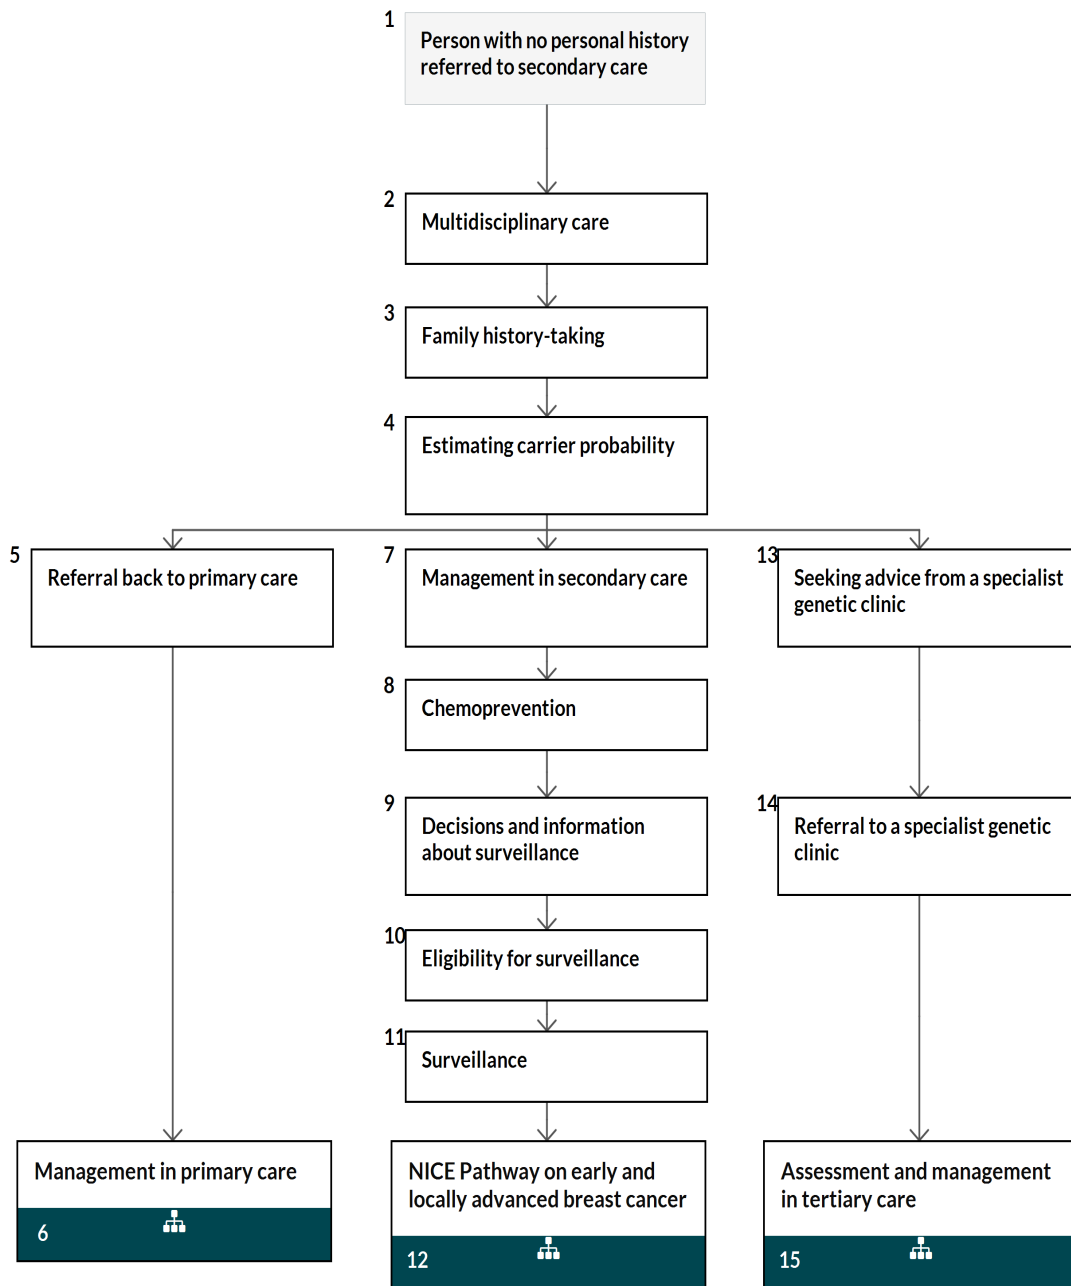 1
Person with no personal history
referred to secondary care
2
Multidisciplinary care
3
Family history-taking
4
Estimating carrier probability
5
Referral back to primary care
7
Management in secondary care
13
Seeking advice from a specialist
genetic clinic
8
Chemoprevention
9
Decisions and information
about surveillance
14
Referral to a specialist genetic
clinic
10
Eligibility for surveillance
11
Surveillance
Management in primary care
6
NICE Pathway on early and
locally advanced breast cancer
12
Assessment and management
in tertiary care
15